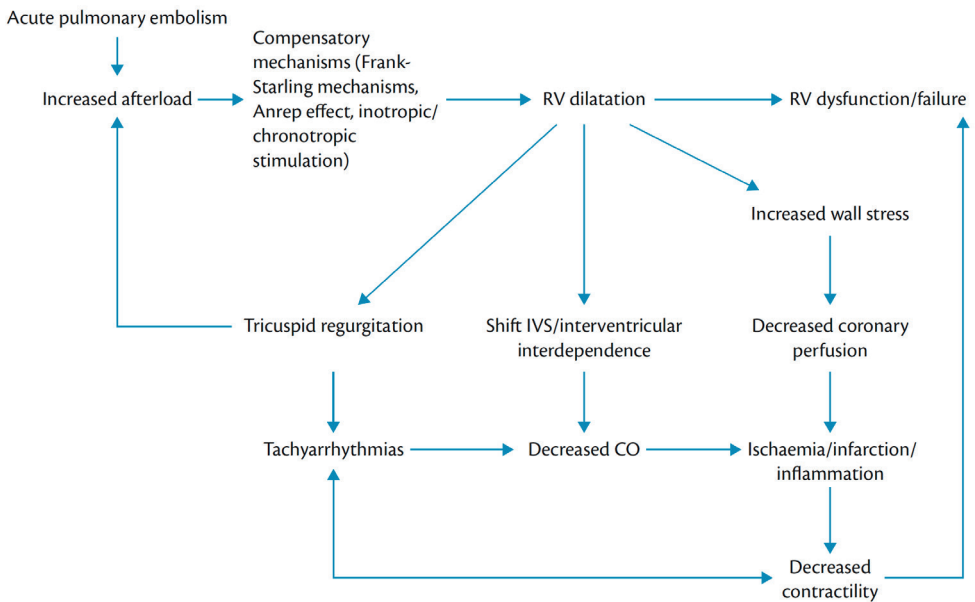 Acute pulmonary embolism
Compensatory
mechanisms (Frank-
Starling mechanisms,
Anrep effect, inotropic/
chronotropic
stimulation)
Increased afterload
RV dilatation
RV dysfunction/failure
Increased wall stress
Tricuspid regurgitation
Shift IVS/interventricular
interdependence
Decreased coronary
perfusion
Tachyarrhythmias
Decreased CO
Ischaemia/infarction/
inflammation
Decreased
contractility